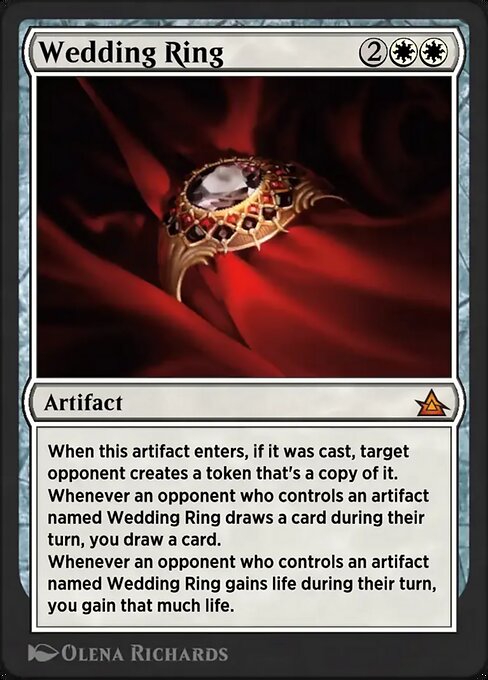 Wedding Ring 2
Artifact
When this artifact enters, if it was cast, target
opponent creates a token that's a copy of it.
Whenever an opponent who controls an artifact
named Wedding Ring draws a card during their
turn, you draw a card.
Whenever an opponent who controls an artifact
named Wedding Ring gains life during their turn,
you gain that much life.
Olena Richards